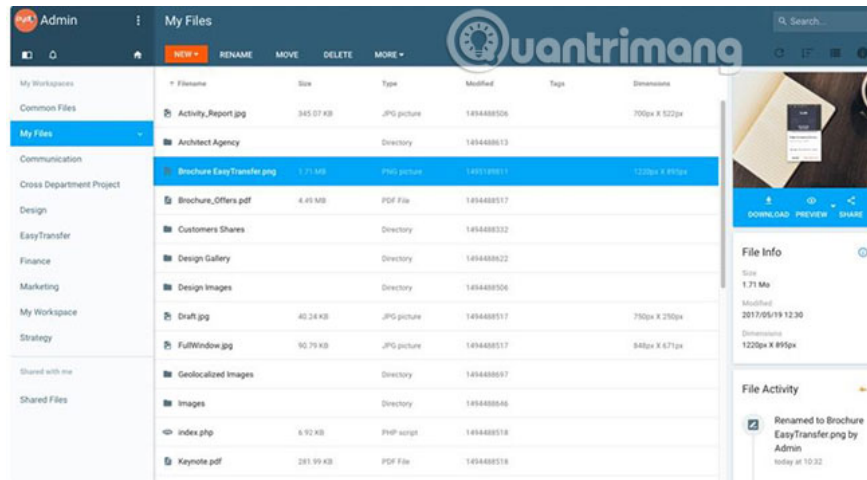 Admin
My Files
Search...
Quantrimang
NEW
RENAME
MOVE
DELETE
MORE
My Workspaces
Common Files
My Files
Communication
Cross Department Project
Design
EasyTransfer
Finance
Marketing
My Workspace
Strategy
Shared with me
Shared Files
Filename Size Type Modified Tags Dimensions
Activity_Report.jpg 345.07 KB JPG picture 1494488506 700px X 522px
Architect Agency Directory 1494488613
Brochure EasyTransfer.png 1.71 MB PNG picture 1495189811 1220px X 895px
Brochure_Offers.pdf 4.49 MB PDF File 1494488517
Customers Shares Directory 1494488332
Design Gallery Directory 1494488622
Design Images Directory 1494488506
Draft.jpg 40.24 KB JPG picture 1494488517 750px X 250px
FullWindow.jpg 90.79 KB JPG picture 1494488517 848px X 671px
Geolocalized Images Directory 1494488697
Images Directory 1494488646
index.php 6.92 KB PHP script 1494488518
Keynote.pdf 281.99 KB PDF File 1494488518
DOWNLOAD PREVIEW SHARE
File Info
Size
1.71 Mo
Modified
2017/05/19 12:30
Dimensions
1220px X 895px
File Activity
Renamed to Brochure
EasyTransfer.png by
Admin
today at 10:32